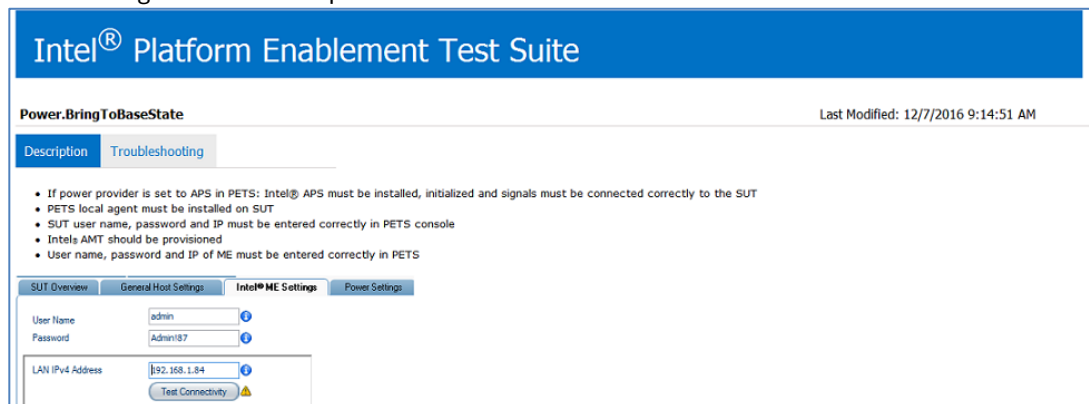 Intel® Platform Enablement Test Suite
Power.BringToBaseState Last Modified: 12/7/2016 9:14:51 AM
Description Troubleshooting
• If power provider is set to APS in PETS: Intel® APS must be installed, initialized and signals must be connected correctly to the SUT
• PETS local agent must be installed on SUT
• SUT user name, password and IP must be entered correctly in PETS console
• Intel® AMT should be provisioned
• User name, password and IP of ME must be entered correctly in PETS
SUT Overview General Host Settings Intel® ME Settings Power Settings
User Name admin
Password Admin!87
LAN IPv4 Address 192.168.1.84
Test Connectivity